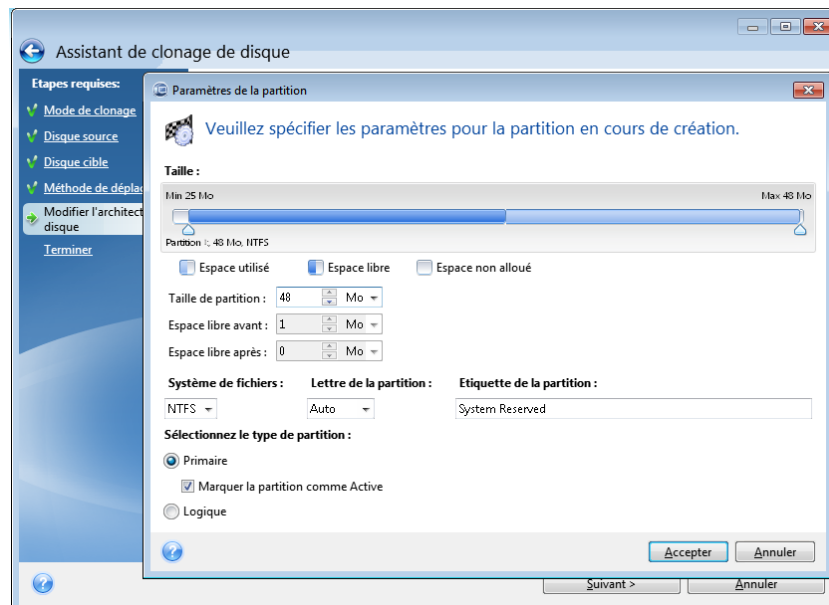 Assistant de clonage de disque
Etapes requises:
Mode de clonage
Disque source
Disque cible
Méthode de déplac
Modifier l'architect
disque
Terminer
Paramètres de la partition
Veuillez spécifier les paramètres pour la partition en cours de création.
Taille :
Min 25 Mo Max 48 Mo
Partition :, 48 Mo, NTFS
Espace utilisé Espace libre Espace non alloué
Taille de partition : 48 Mo
Espace libre avant : 1 Mo
Espace libre après : 0 Mo
Système de fichiers : Lettre de la partition : Etiquette de la partition :
NTFS Auto System Reserved
Sélectionnez le type de partition :
Primaire
Marquer la partition comme Active
Logique
Accepter Annuler
Suivant > Annuler